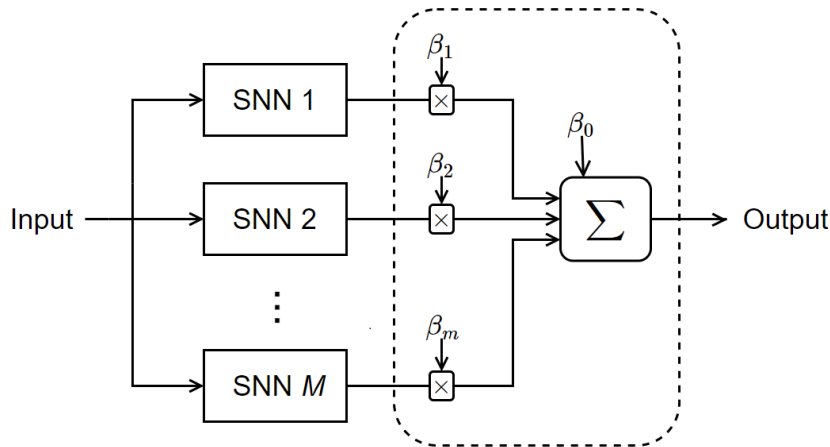 β₁
SNN 1
×
β₀
β₂
Input
SNN 2
×
∑
Output
⋮
βₘ
SNN M
×